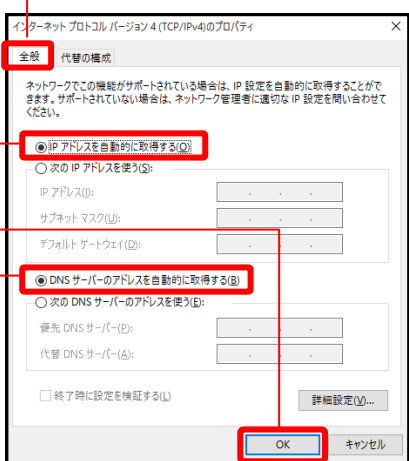 インターネット プロトコル バージョン 4 (TCP/IPv4)のプロパティ
全般 代替の構成
ネットワークでこの機能がサポートされている場合は、IP 設定を自動的に取得することがで
きます。サポートされていない場合は、ネットワーク管理者に適切な IP 設定を問い合わせて
ください。
IP アドレスを自動的に取得する(O)
次の IP アドレスを使う(S):
IP アドレス(I):
サブネット マスク(U):
デフォルト ゲートウェイ(D):
DNS サーバーのアドレスを自動的に取得する(B)
次の DNS サーバーのアドレスを使う(E):
優先 DNS サーバー(P):
代替 DNS サーバー(A):
終了時に設定を検証する(L)
詳細設定(V)...
OK キャンセル